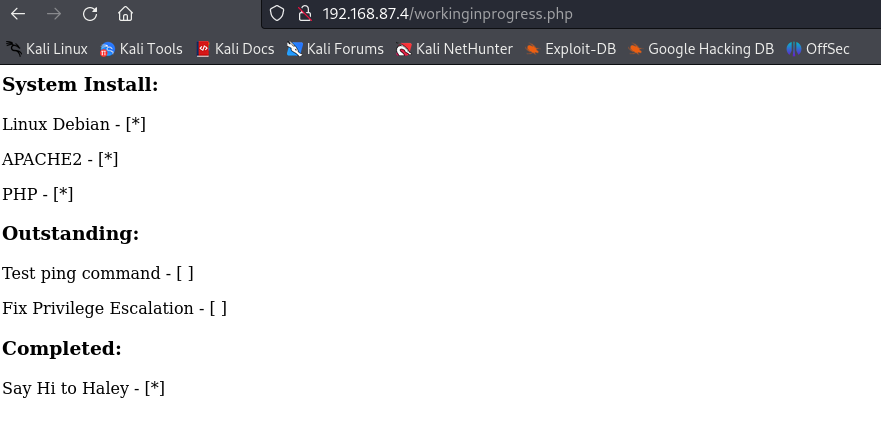 192.168.87.4/workinginprogress.php
Kali Linux Kali Tools Kali Docs Kali Forums Kali NetHunter Exploit-DB Google Hacking DB OffSec
System Install:
Linux Debian - [*]
APACHE2 - [*]
PHP - [*]
Outstanding:
Test ping command - [ ]
Fix Privilege Escalation - [ ]
Completed:
Say Hi to Haley - [*]